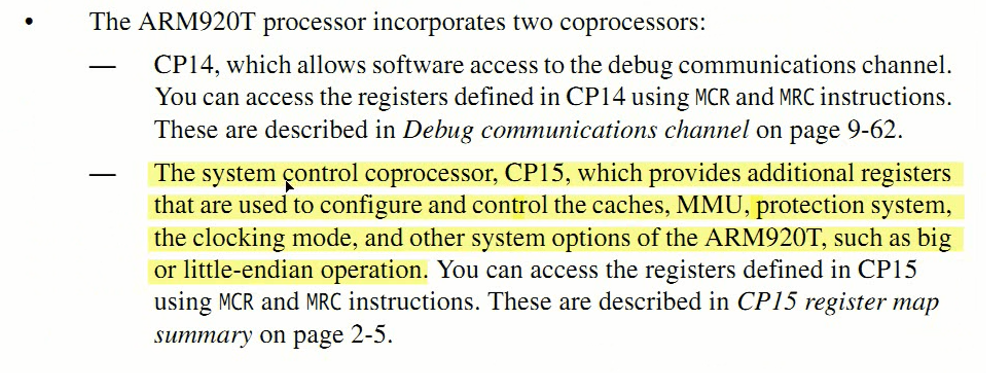 • The ARM920T processor incorporates two coprocessors:
— CP14, which allows software access to the debug communications channel.
You can access the registers defined in CP14 using MCR and MRC instructions.
These are described in Debug communications channel on page 9-62.
— The system control coprocessor, CP15, which provides additional registers
that are used to configure and control the caches, MMU, protection system,
the clocking mode, and other system options of the ARM920T, such as big
or little-endian operation. You can access the registers defined in CP15
using MCR and MRC instructions. These are described in CP15 register map
summary on page 2-5.